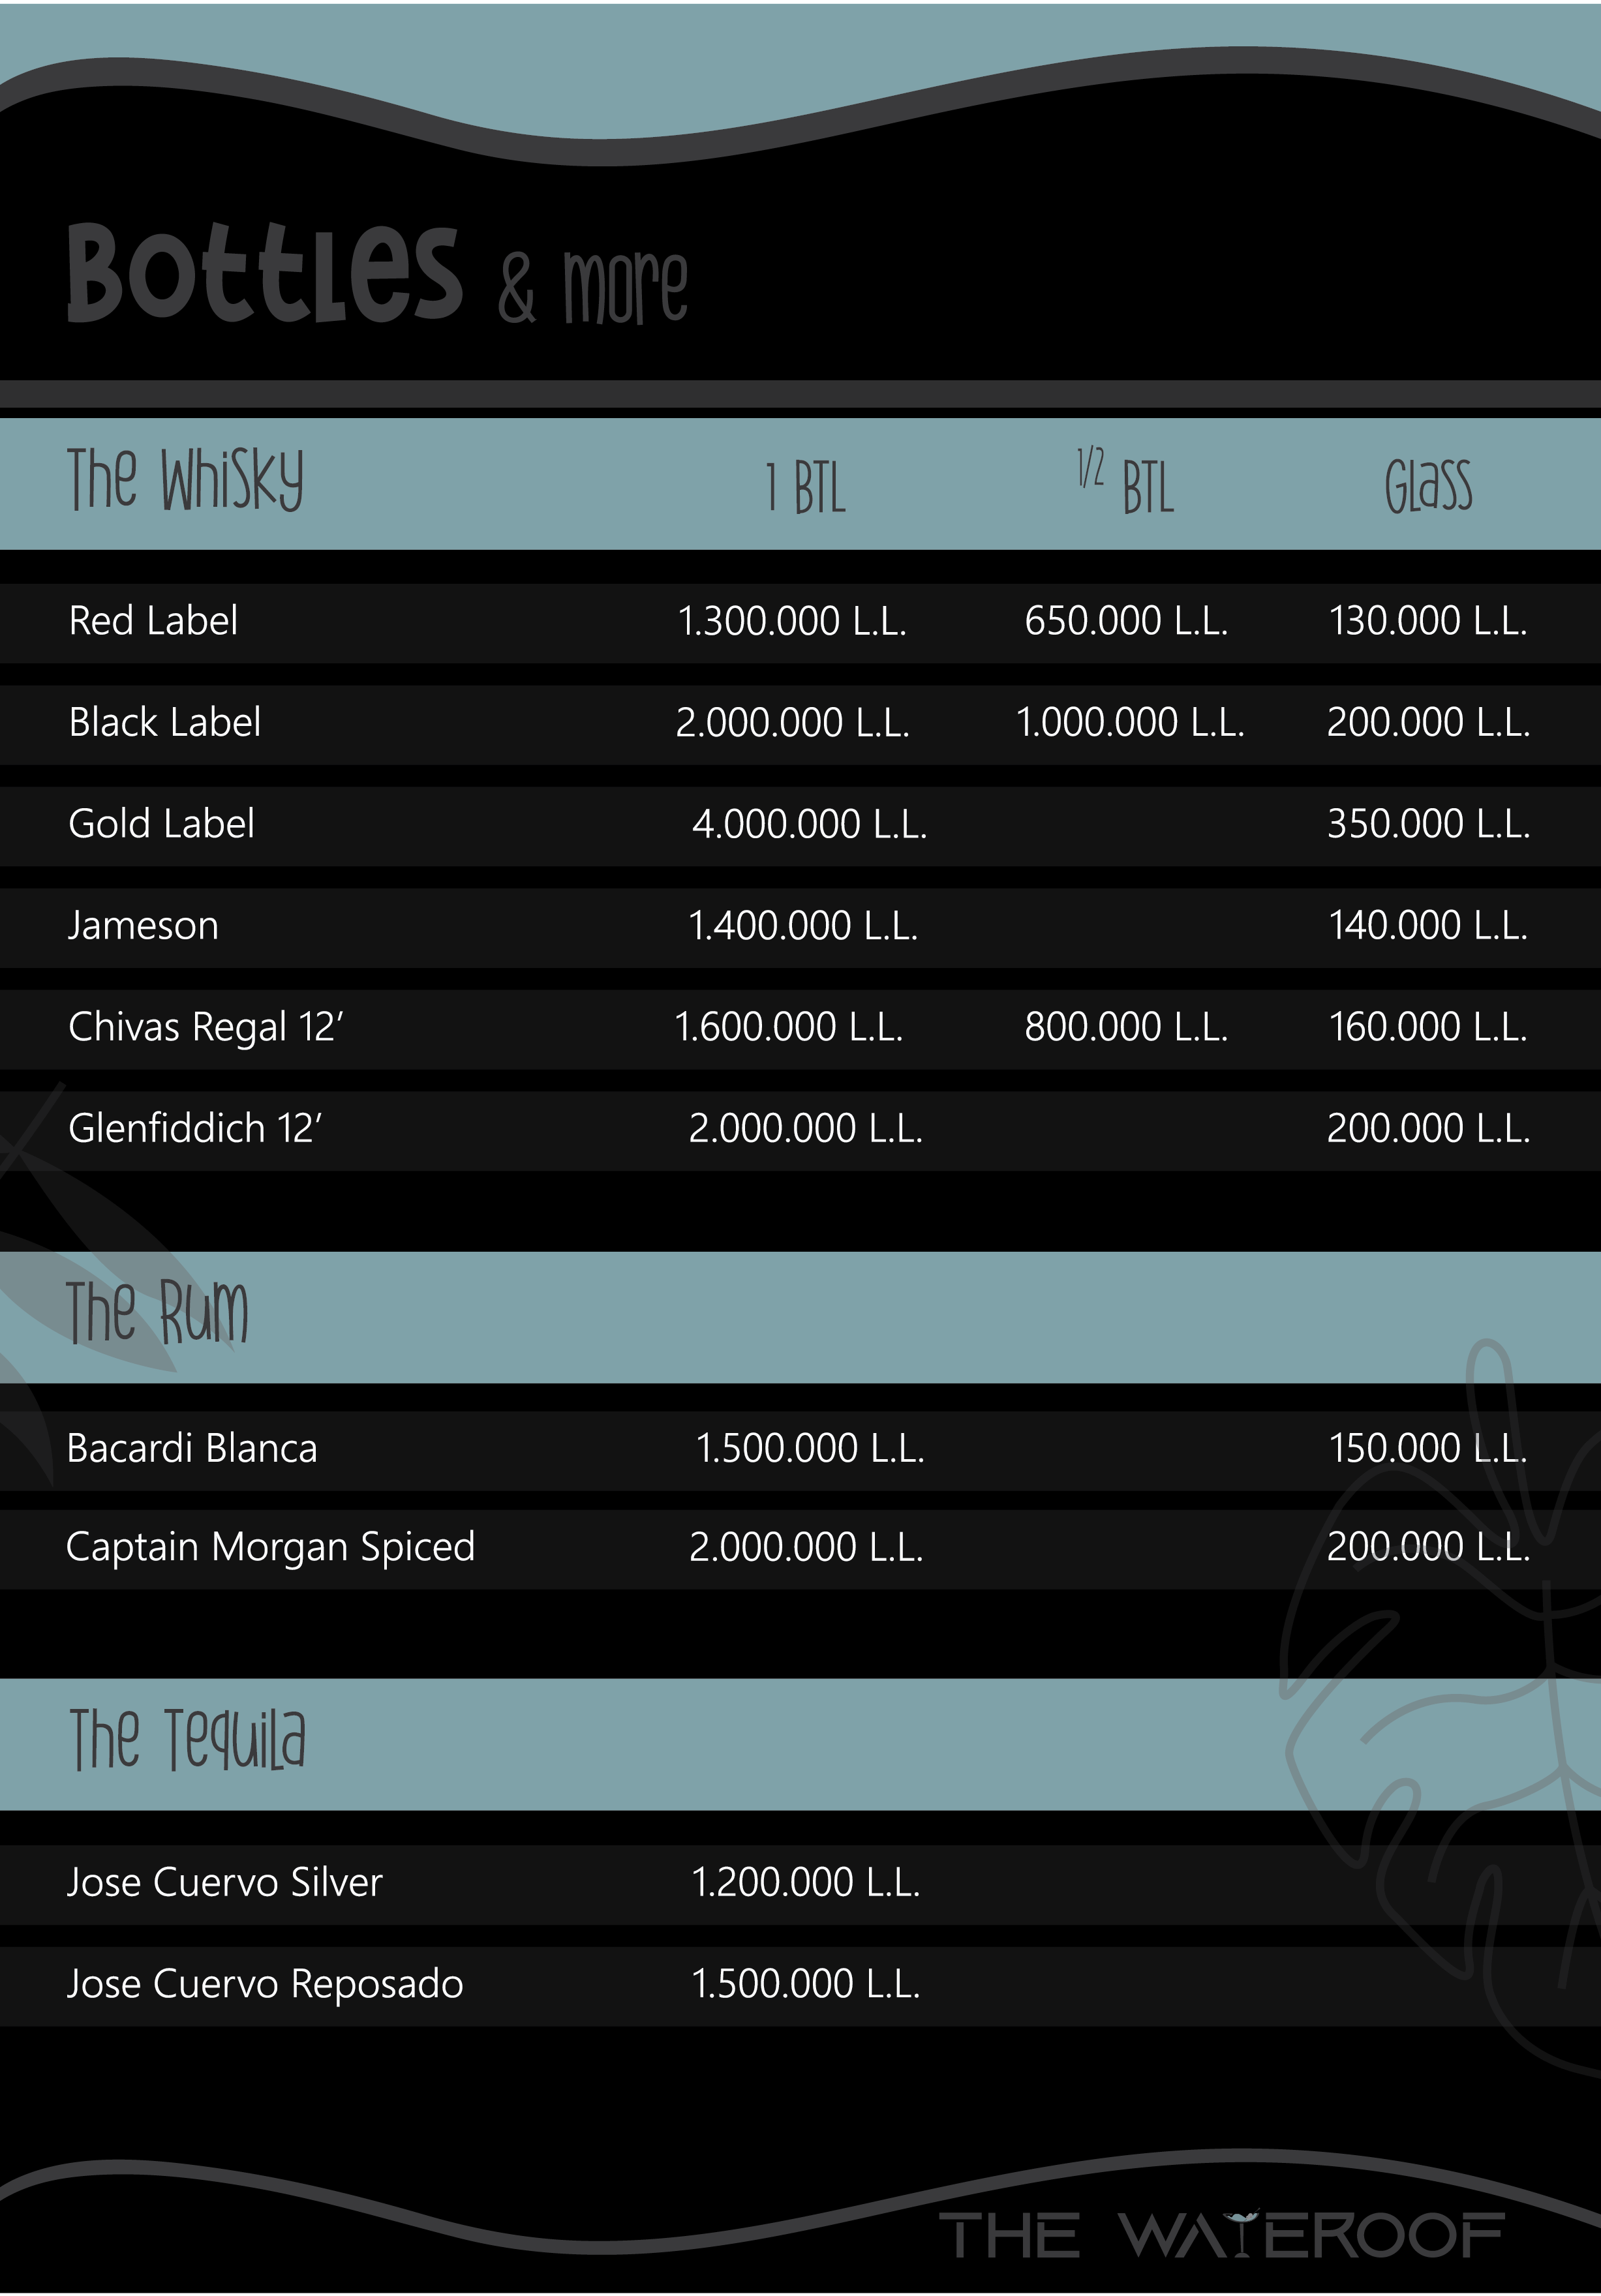 Bottles & more
The Whisky 1 BTL 1/2 BTL Glass
Red Label 1.300.000 L.L. 650.000 L.L. 130.000 L.L.
Black Label 2.000.000 L.L. 1.000.000 L.L. 200.000 L.L.
Gold Label 4.000.000 L.L. 350.000 L.L.
Jameson 1.400.000 L.L. 140.000 L.L.
Chivas Regal 12′ 1.600.000 L.L. 800.000 L.L. 160.000 L.L.
Glenfiddich 12′ 2.000.000 L.L. 200.000 L.L.
The Rum
Bacardi Blanca 1.500.000 L.L. 150.000 L.L.
Captain Morgan Spiced 2.000.000 L.L. 200.000 L.L.
The Tequila
Jose Cuervo Silver 1.200.000 L.L.
Jose Cuervo Reposado 1.500.000 L.L.
THE WATEROOF